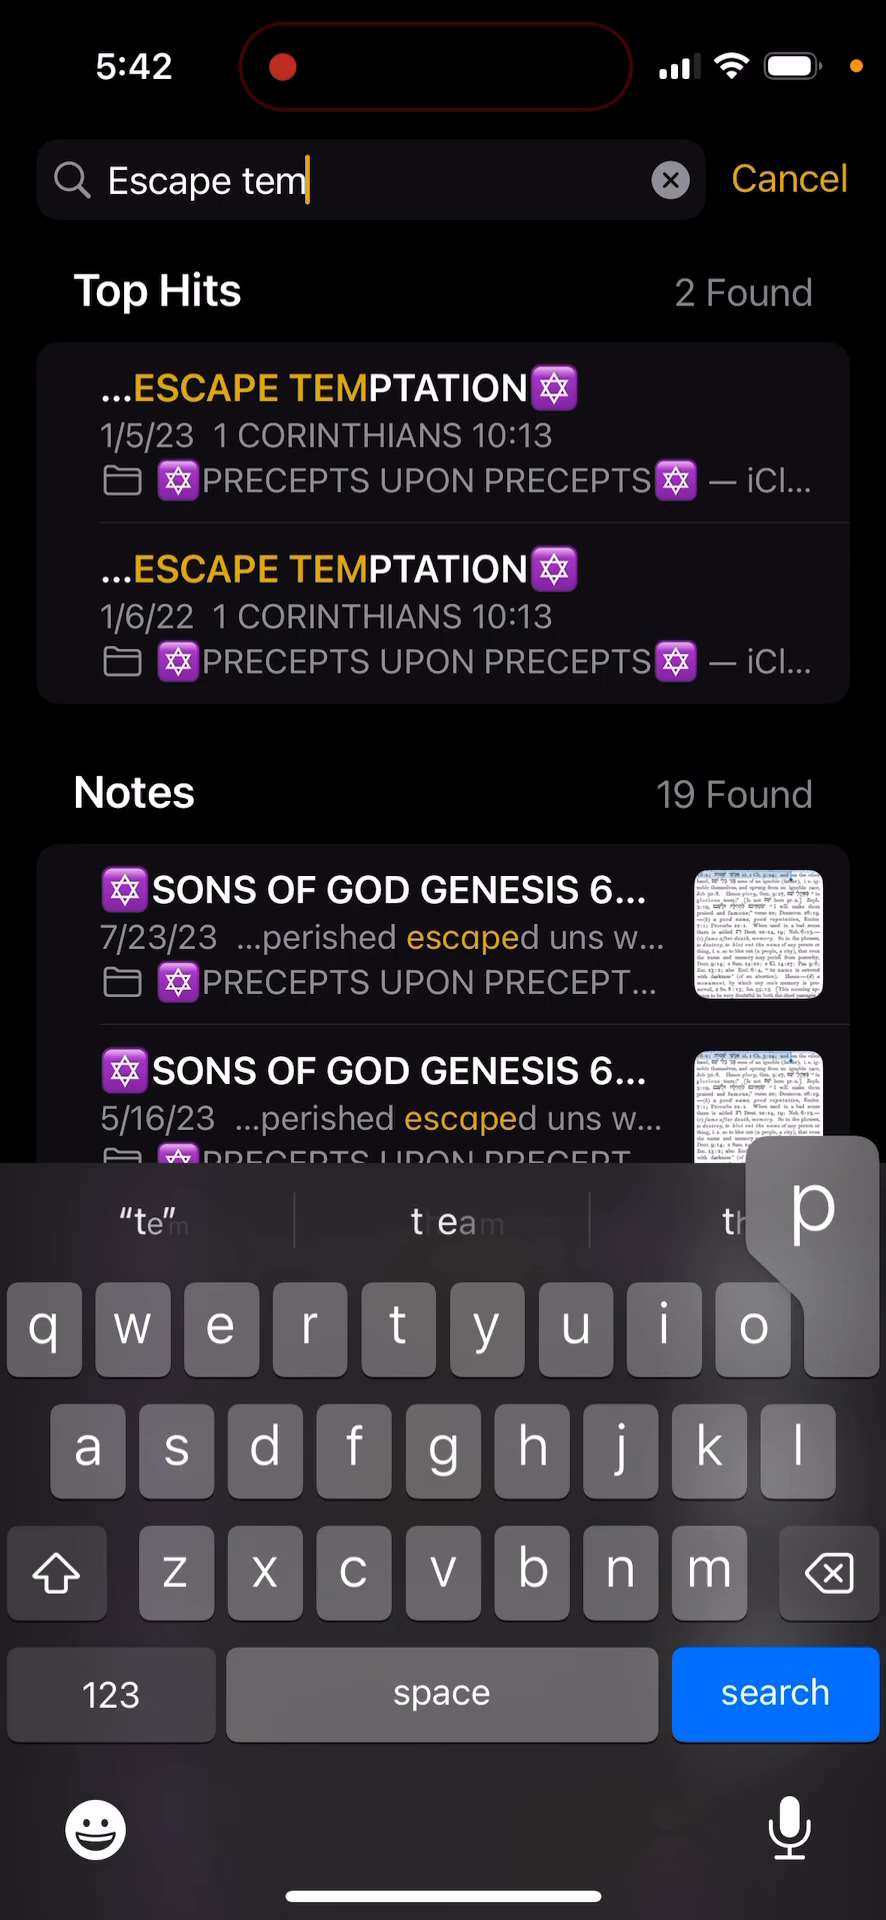 5:42
Escape tem
Cancel
Top Hits
2 Found
...ESCAPE TEMPTATION✡️
1/5/23 1 CORINTHIANS 10:13
✡️PRECEPTS UPON PRECEPTS✡️ — iCl...
...ESCAPE TEMPTATION✡️
1/6/22 1 CORINTHIANS 10:13
✡️PRECEPTS UPON PRECEPTS✡️ — iCl...
Notes
19 Found
✡️SONS OF GOD GENESIS 6...
7/23/23 ...perished escaped uns w...
✡️PRECEPTS UPON PRECEPT...
✡️SONS OF GOD GENESIS 6...
5/16/23 ...perished escaped uns w...
✡️PRECEPTS UPON PRECEPT
p
q w e r t y u i o
a s d f g h j k l
z x c v b n m
123 space search